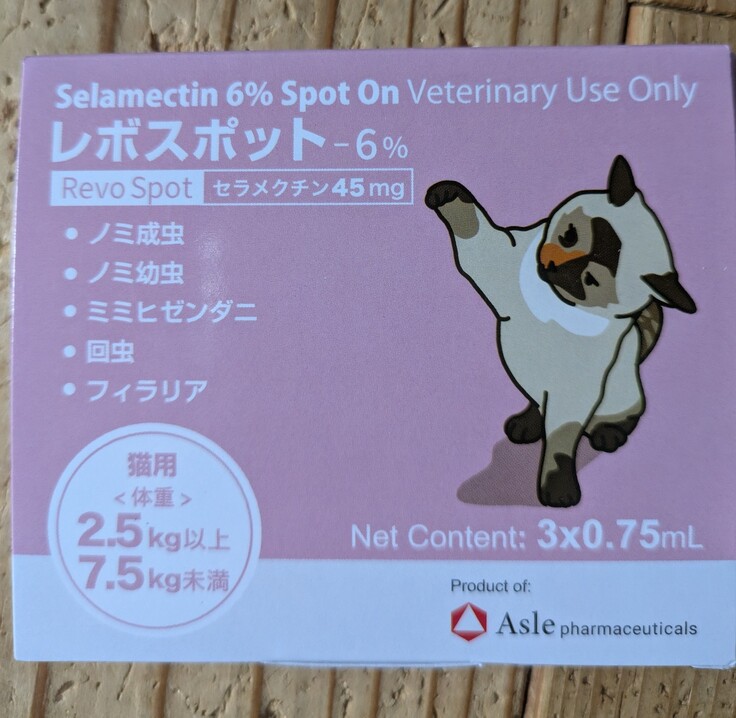 Selamectin 6% Spot On Veterinary Use Only
レボスポット-6%
Revo Spot セラメクチン45mg
• ノミ成虫
• ノミ幼虫
• ミミヒゼンダニ
• 回虫
• フィラリア
猫用
<体重>
2.5kg以上
7.5kg未満
Net Content: 3x0.75mL
Product of:
Asle pharmaceuticals